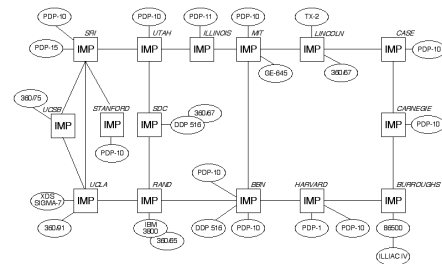 PDP-10 PDP-10 PDP-11 PDP-10 TX-2
SRI UTAH ILLINOIS MIT LINCOLN CASE
PDP-15 IMP IMP IMP IMP IMP IMP PDP-10
GE-645 360/67
360/75
UCSB STANFORD SDC 360/67 CARNEGIE
IMP IMP IMP DDP 516 IMP PDP-10
PDP-10
PDP-10
UCLA RAND BBN HARVARD BURROUGHS
XDS SIGMA-7 IMP IMP IMP IMP IMP
360/91 IBM 3800 DDP 516 PDP-10 PDP-1 PDP-10 B6500
360/65
ILLIAC IV